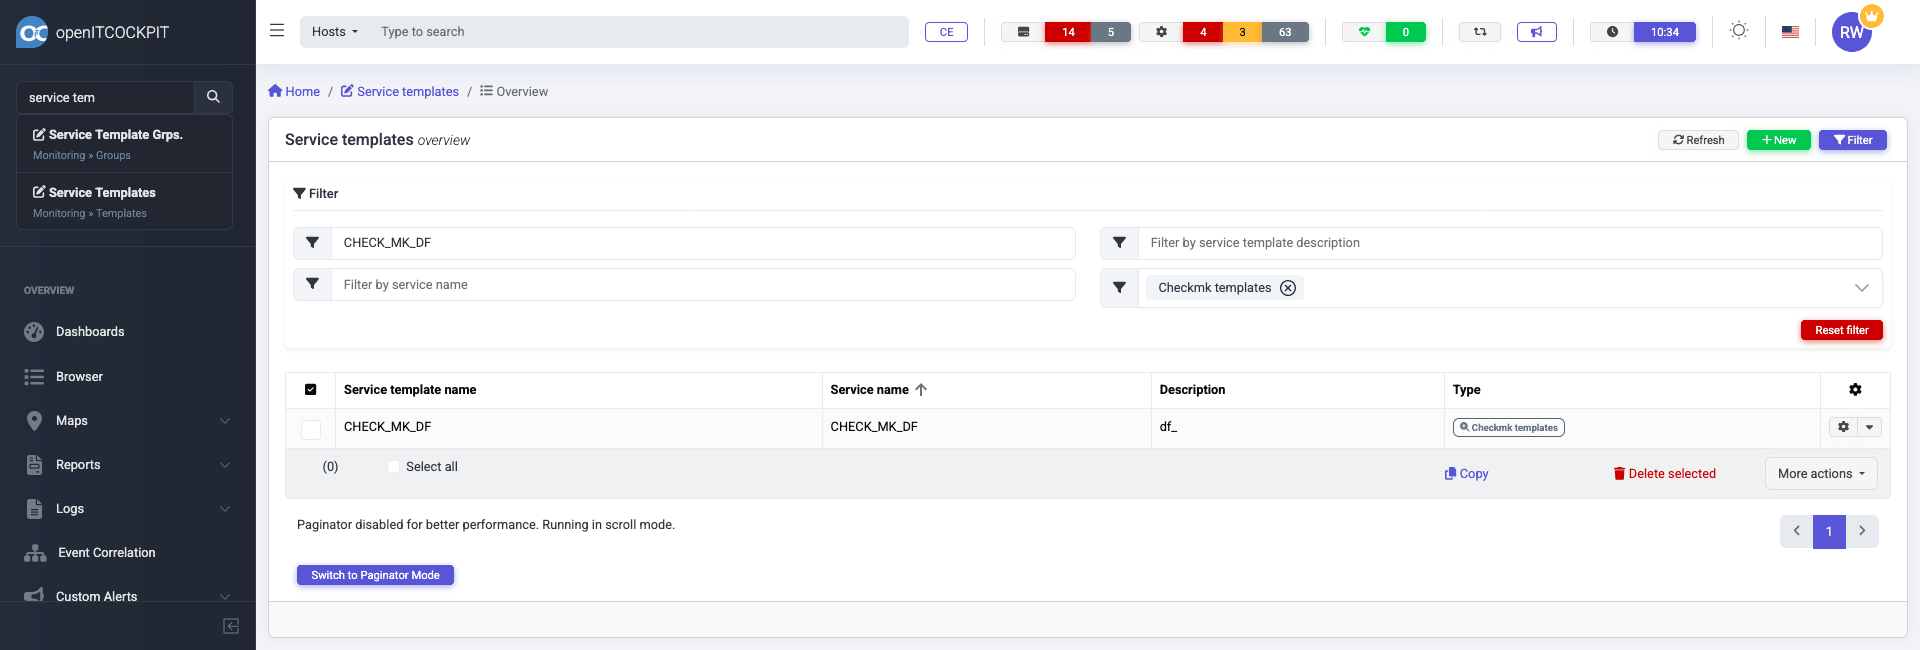 openITCOCKPIT
Hosts
Type to search
CE
14
5
4
3
63
0
10:34
RW
service tem
Service Template Grps.
Monitoring » Groups
Service Templates
Monitoring » Templates
OVERVIEW
Dashboards
Browser
Maps
Reports
Logs
Event Correlation
Custom Alerts
Home / Service templates / Overview
Service templates overview
Refresh
New
Filter
Filter
CHECK_MK_DF
Filter by service template description
Filter by service name
Checkmk templates
Reset filter
Service template name
Service name
Description
Type
CHECK_MK_DF
CHECK_MK_DF
df_
Checkmk templates
(0)
Select all
Copy
Delete selected
More actions
Paginator disabled for better performance. Running in scroll mode.
1
Switch to Paginator Mode